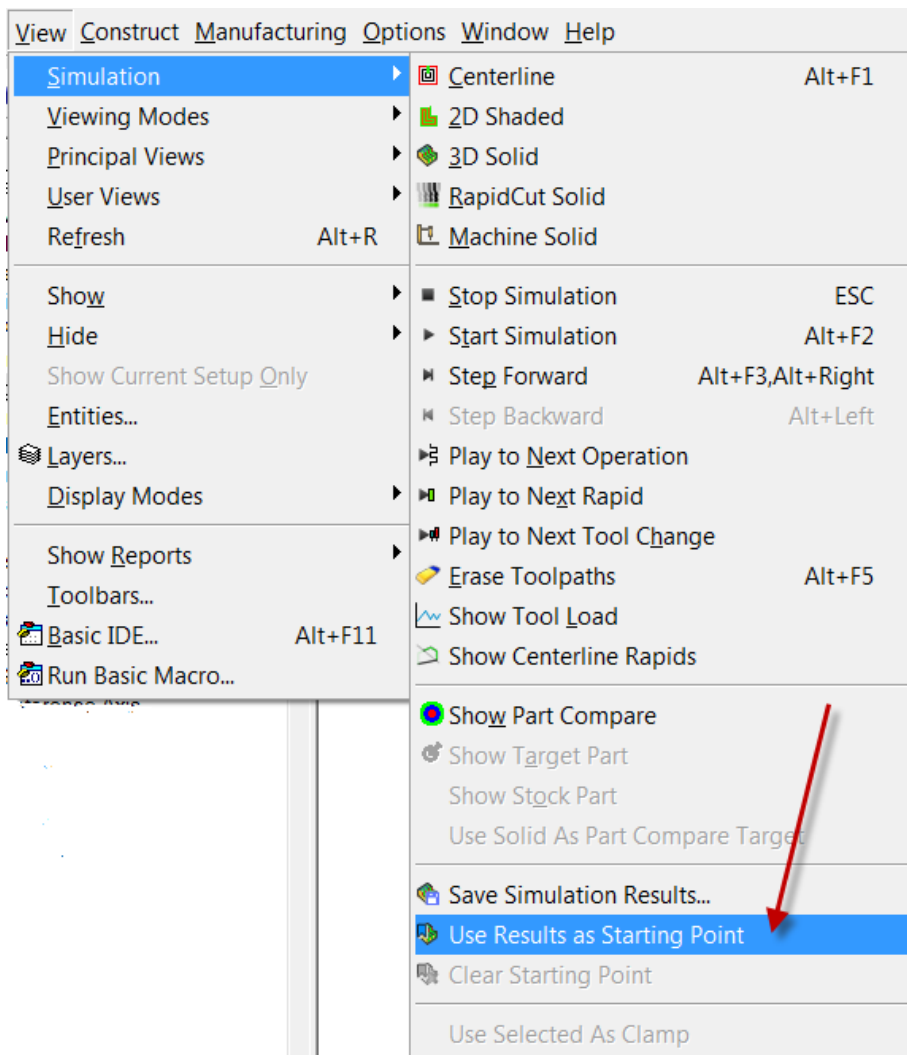 View Construct Manufacturing Options Window Help
Simulation
Viewing Modes
Principal Views
User Views
Refresh Alt+R
Show
Hide
Show Current Setup Only
Entities...
Layers...
Display Modes
Show Reports
Toolbars...
Basic IDE... Alt+F11
Run Basic Macro...
Centerline Alt+F1
2D Shaded
3D Solid
RapidCut Solid
Machine Solid
Stop Simulation ESC
Start Simulation Alt+F2
Step Forward Alt+F3,Alt+Right
Step Backward Alt+Left
Play to Next Operation
Play to Next Rapid
Play to Next Tool Change
Erase Toolpaths Alt+F5
Show Tool Load
Show Centerline Rapids
Show Part Compare
Show Target Part
Show Stock Part
Use Solid As Part Compare Target
Save Simulation Results...
Use Results as Starting Point
Clear Starting Point
Use Selected As Clamp